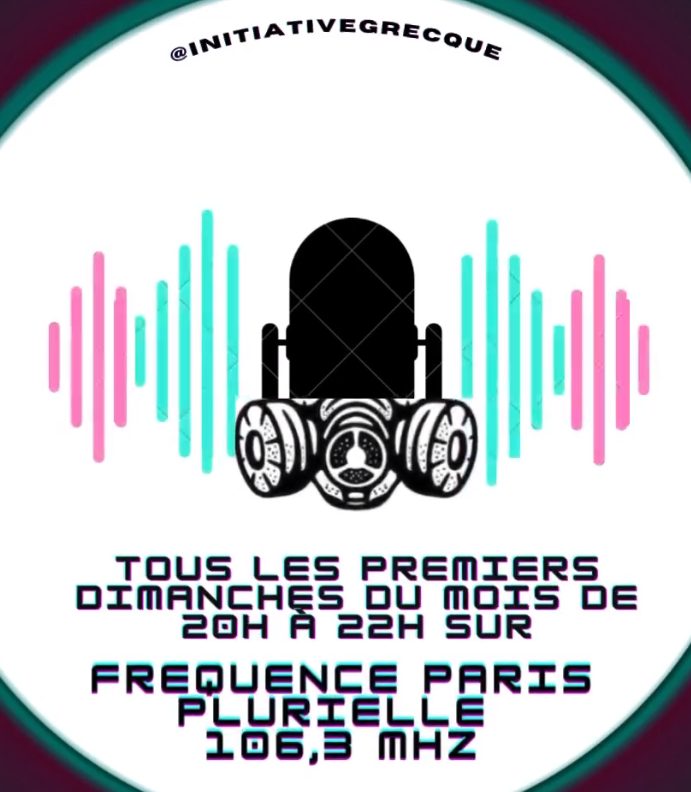 @INITIATIVEGRECQUE
TOUS LES PREMIERS
DIMANCHES DU MOIS DE
20H À 22H SUR
FREQUENCE PARIS
PLURIELLE
106,3 MHZ